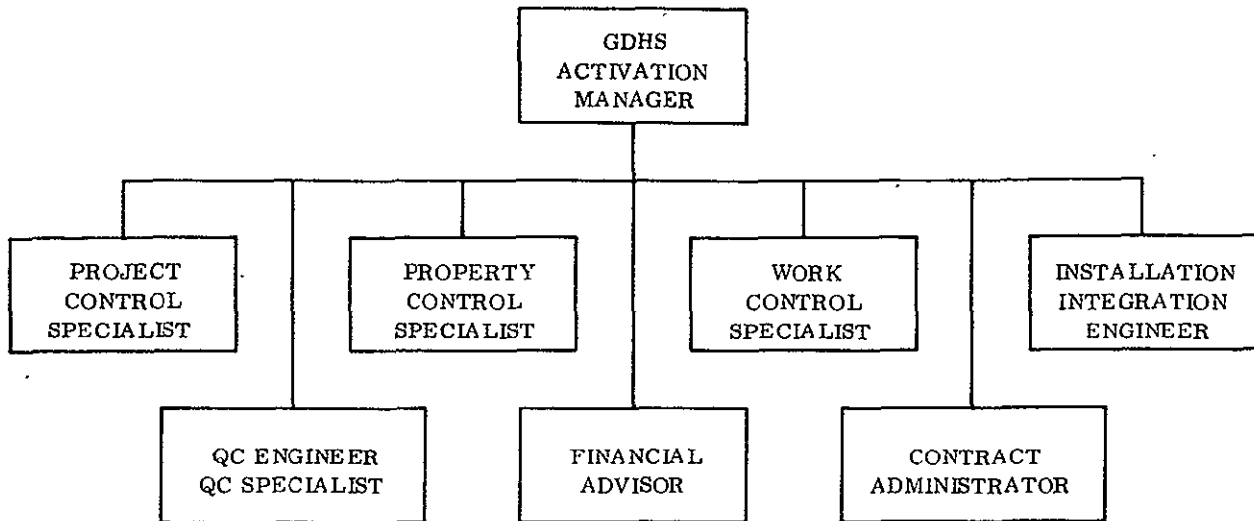 GDHS
ACTIVATION
MANAGER
PROJECT
CONTROL
SPECIALIST
PROPERTY
CONTROL
SPECIALIST
WORK
CONTROL
SPECIALIST
INSTALLATION
INTEGRATION
ENGINEER
QC ENGINEER
QC SPECIALIST
FINANCIAL
ADVISOR
CONTRACT
ADMINISTRATOR